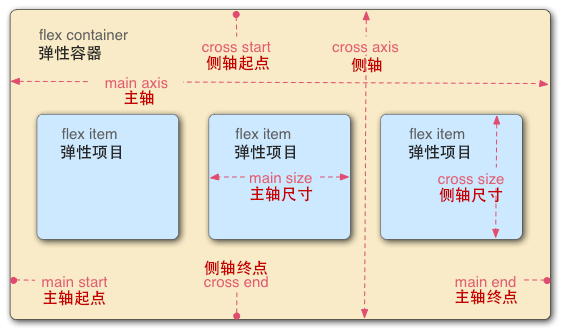 flex container
弹性容器
cross start
侧轴起点
cross axis
侧轴
main axis
主轴
flex item
弹性项目
flex item
弹性项目
main size
主轴尺寸
flex item
弹性项目
cross size
侧轴尺寸
main start
主轴起点
侧轴终点
cross end
main end
主轴终点